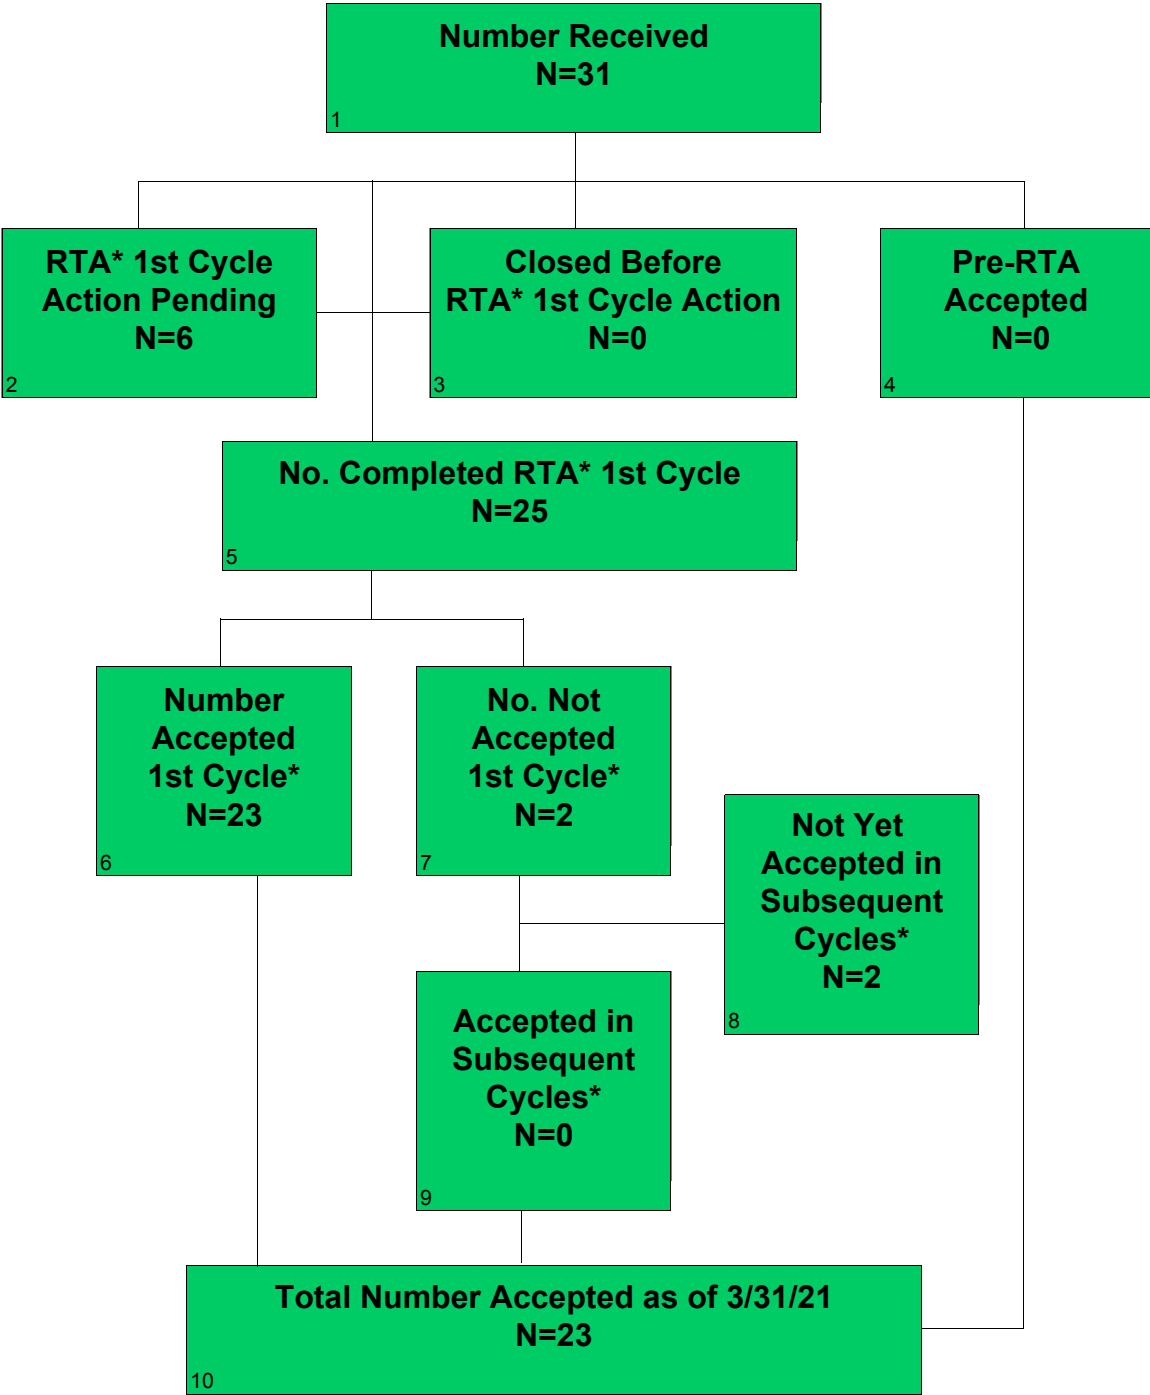 Number Received
N=31
1
RTA* 1st Cycle
Action Pending
N=6
2
Closed Before
RTA* 1st Cycle Action
N=0
3
Pre-RTA
Accepted
N=0
4
No. Completed RTA* 1st Cycle
N=25
5
Number
Accepted
1st Cycle*
N=23
6
No. Not
Accepted
1st Cycle*
N=2
7
Not Yet
Accepted in
Subsequent
Cycles*
N=2
8
Accepted in
Subsequent
Cycles*
N=0
9
Total Number Accepted as of 3/31/21
N=23
10